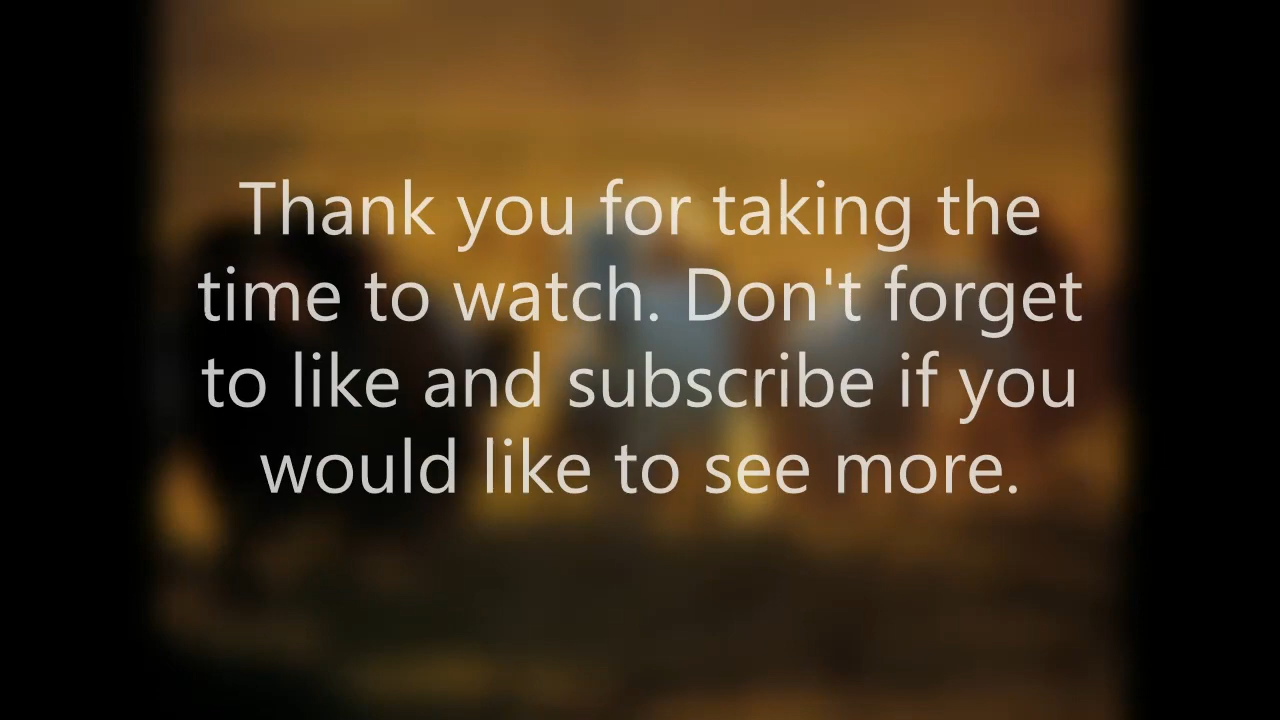 Thank you for taking the
time to watch. Don't forget
to like and subscribe if you
would like to see more.